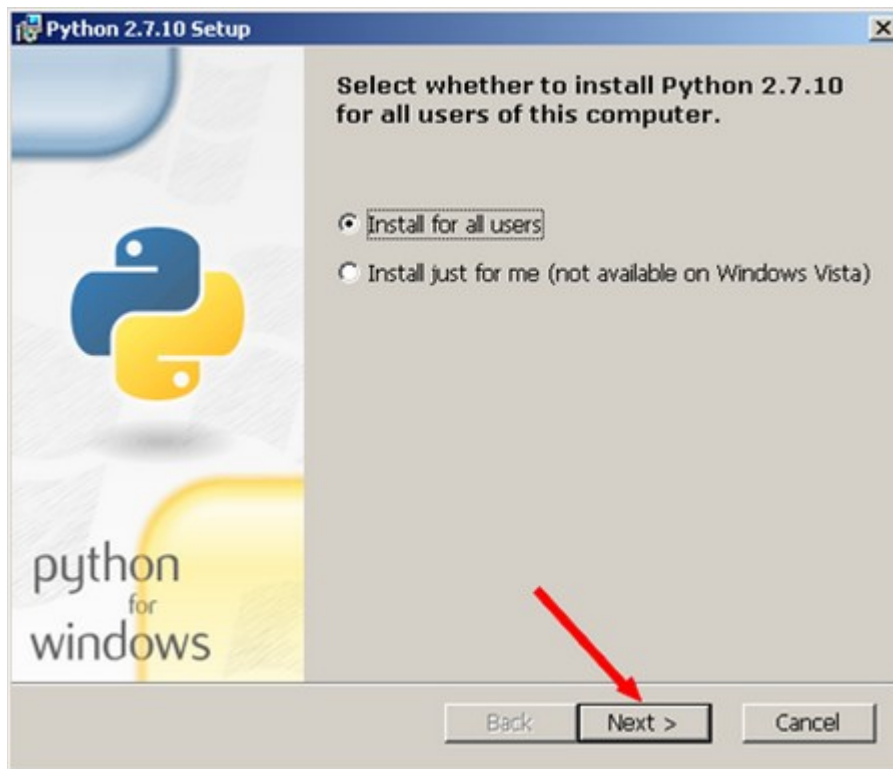 Python 2.7.10 Setup
Select whether to install Python 2.7.10
for all users of this computer.
Install for all users
Install just for me (not available on Windows Vista)
python
for
windows
Back
Next >
Cancel